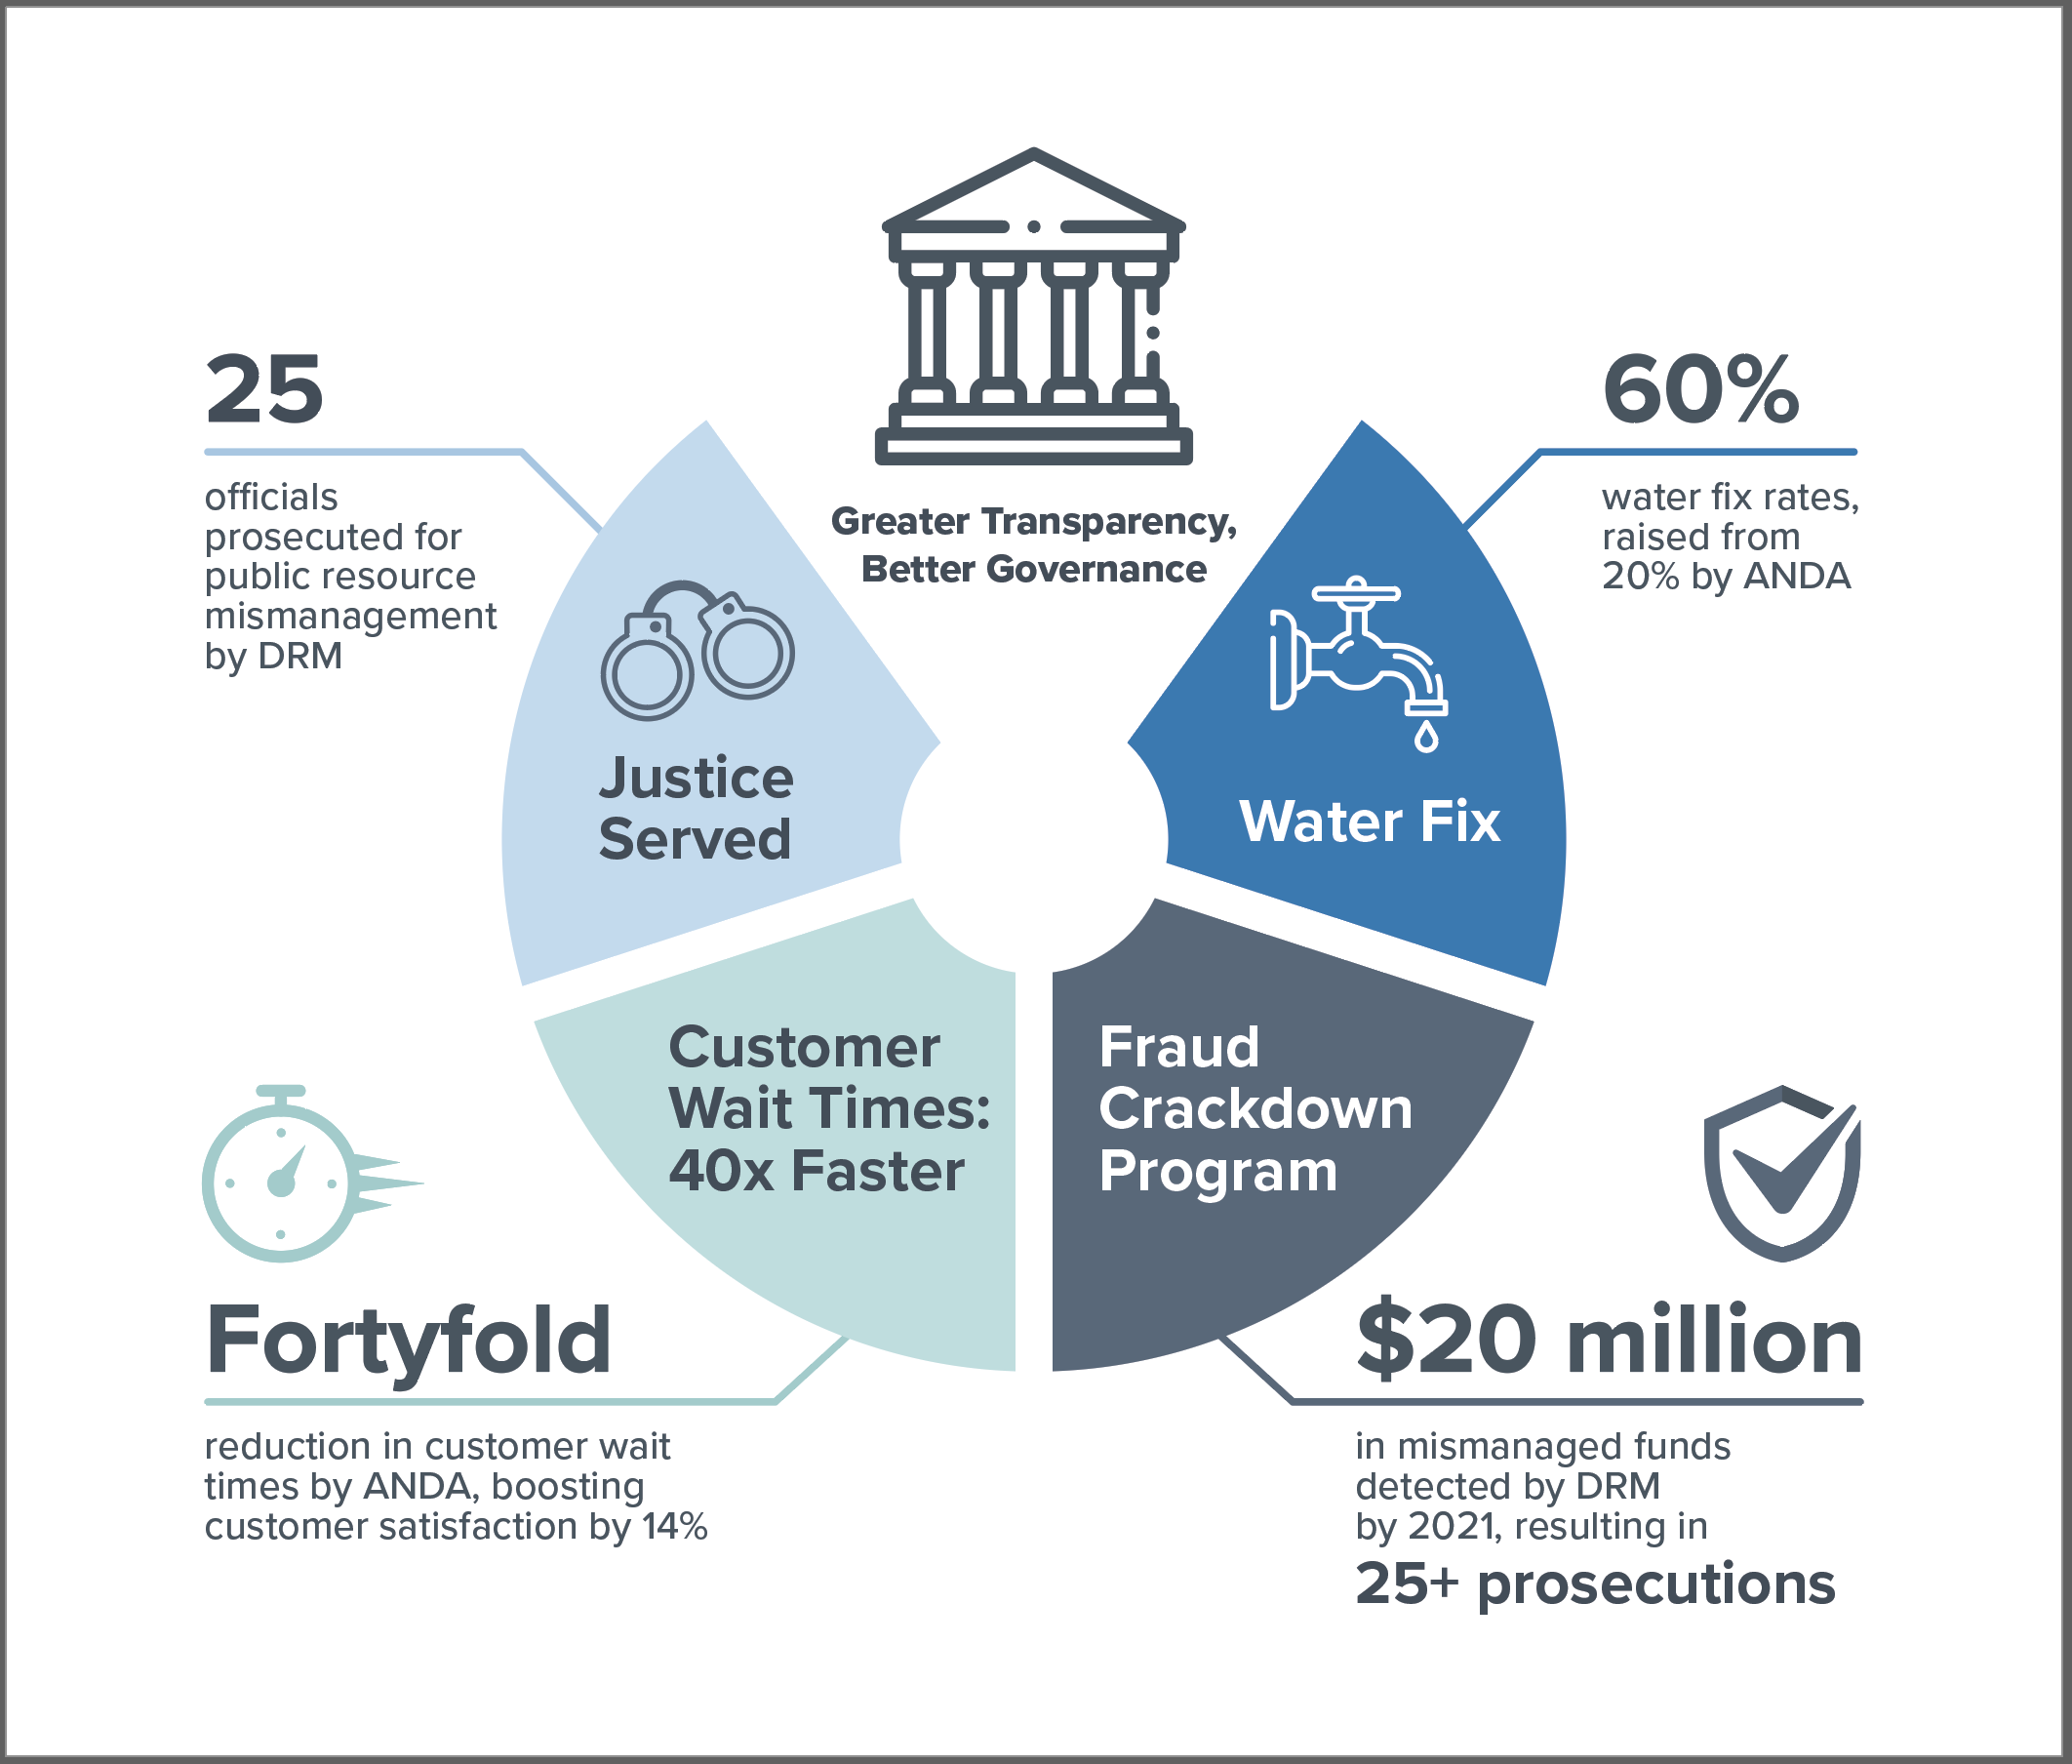 Greater Transparency,
Better Governance
25
officials
prosecuted for
public resource
mismanagement
by DRM
Justice
Served
60%
water fix rates,
raised from
20% by ANDA
Water Fix
Customer
Wait Times:
40x Faster
Fortyfold
reduction in customer wait
times by ANDA, boosting
customer satisfaction by 14%
Fraud
Crackdown
Program
$20 million
in mismanaged funds
detected by DRM
by 2021, resulting in
25+ prosecutions